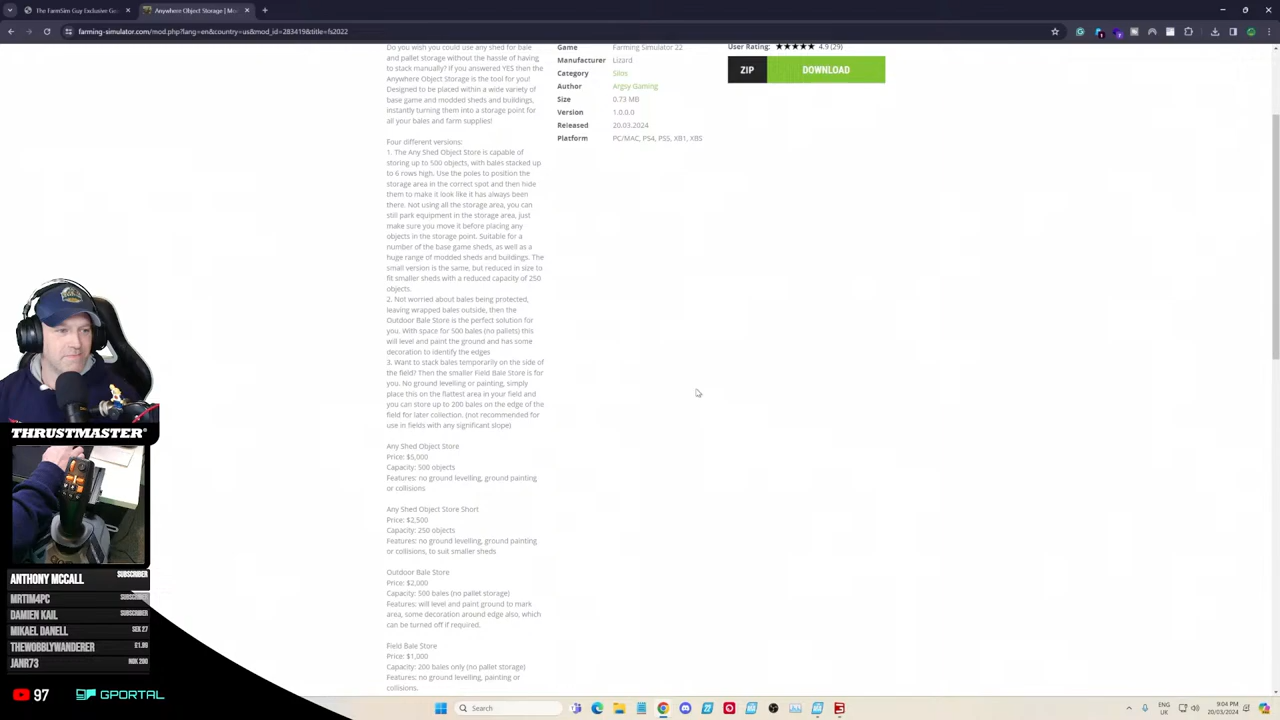 The FarmSim Guy Exclusive Ge
Anywhere Object Storage | Mo
farming-simulator.com/mod.php?lang=en&country=us&mod_id=283419&title=fs2022
Do you wish you could use any shed for bale
and pallet storage without the hassle of having
to stack manually? If you answered YES then the
Anywhere Object Storage is the tool for you!
Designed to be placed within a wide variety of
base game and modded sheds and buildings,
instantly turning them into a storage point for
all your bales and farm supplies!
Four different versions:
1. The Any Shed Object Store is capable of
storing up to 500 objects, with bales stacked up
to 6 rows high. Use the poles to position the
storage area in the correct spot and then hide
them to make it look like it has always been
there. Not using all the storage area, you can
still park equipment in the storage area, just
make sure you move it before placing any
objects in the storage point. Suitable for a
number of the base game sheds, as well as a
huge range of modded sheds and buildings. The
small version is the same, but reduced in size to
fit smaller sheds with a reduced capacity of 250
objects.
2. Not worried about bales being protected,
leaving wrapped bales outside, then the
Outdoor Bale Store is the perfect solution for
you. With space for 500 bales (no pallets) this
will level and paint the ground and has some
decoration to identify the edges
3. Want to stack bales temporarily on the side of
the field? Then the smaller Field Bale Store is for
you. No ground levelling or painting, simply
place this on the flattest area in your field and
you can store up to 200 bales on the edge of the
field for later collection. (not recommended for
use in fields with any significant slope)
Any Shed Object Store
Price: $5,000
Capacity: 500 objects
Features: no ground levelling, ground painting
or collisions
Any Shed Object Store Short
Price: $2,500
Capacity: 250 objects
Features: no ground levelling, ground painting
or collisions, to suit smaller sheds
Outdoor Bale Store
Price: $2,000
Capacity: 500 bales (no pallet storage)
Features: will level and paint ground to mark
area, some decoration around edge also, which
can be turned off if required.
Field Bale Store
Price: $1,000
Capacity: 200 bales only (no pallet storage)
Features: no ground levelling, painting or
collisions.
Game Farming Simulator 22
Manufacturer Lizard
Category Silos
Author Argsy Gaming
Size 0.73 MB
Version 1.0.0.0
Released 20.03.2024
Platform PC/MAC, PS4, PS5, XB1, XBS
User Rating: 4.9 (29)
ZIP DOWNLOAD
THRUSTMASTER
ANTHONY MCCALL SUBSCRIBER
MRTIM4PC SUBSCRIBER
DAMIEN KAIL SUBSCRIBER
MIKAEL DANELL SEK 27
THEWOBBLYWANDERER £1.99
JANR73 NOK 200
97 GPORTAL
Search
ENG
UK
9:04 PM
20/03/2024